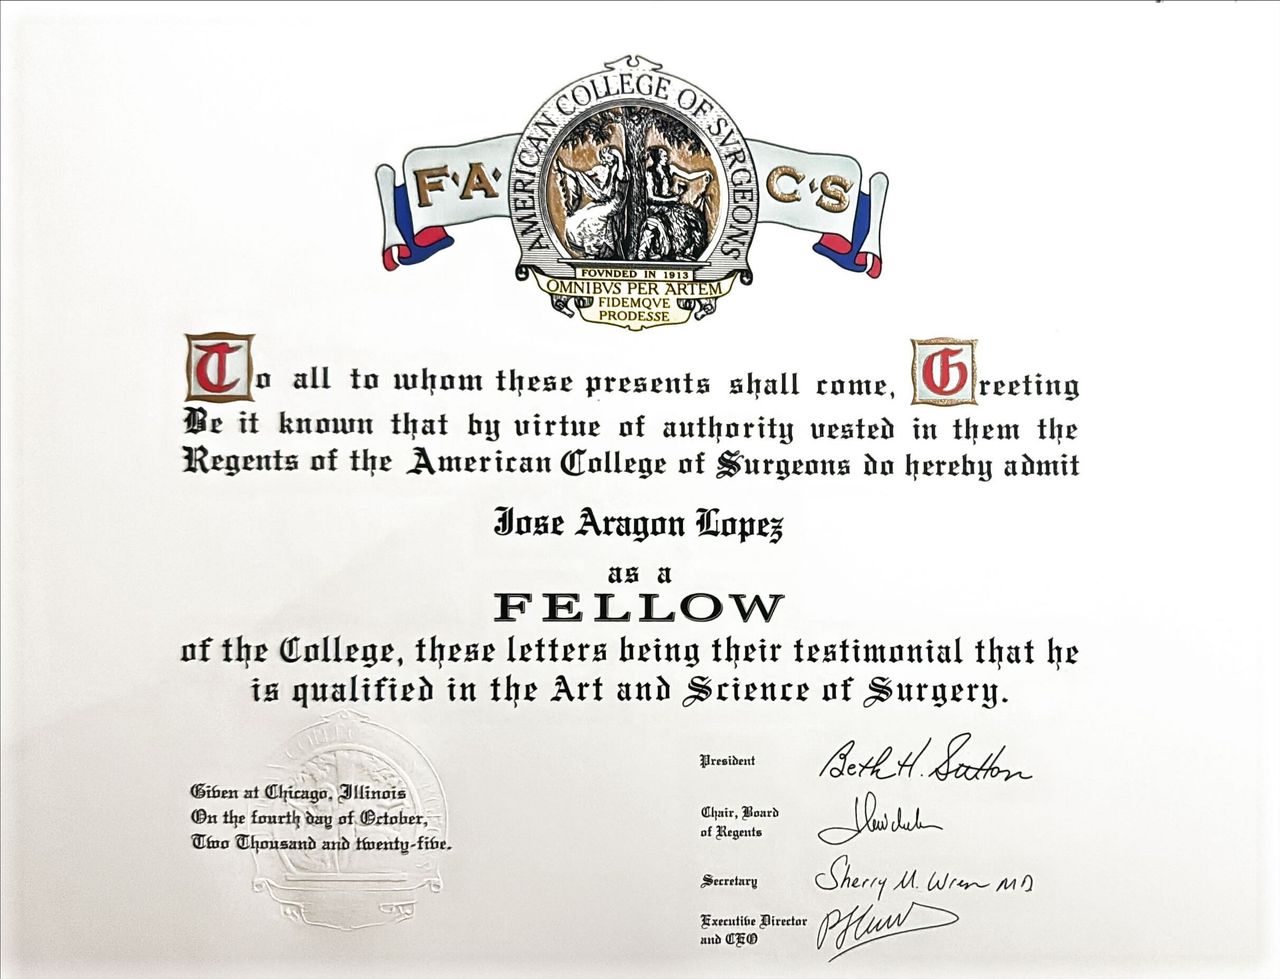 AMERICAN COLLEGE OF SVRGEONS
F·A· C·S
FOVNDED IN 1913
OMNIBVS PER ARTEM
FIDEMQVE
PRODESSE
To all to whom these presents shall come, Greeting
Be it known that by virtue of authority vested in them the
Regents of the American College of Surgeons do hereby admit
Jose Aragon Lopez
as a
FELLOW
of the College, these letters being their testimonial that he
is qualified in the Art and Science of Surgery.
Given at Chicago, Illinois
On the fourth day of October,
Two Thousand and twenty-five.
President Beth H. Sutton
Chair, Board
of Regents
Secretary Sherry M. Wren MD
Executive Director
and CEO